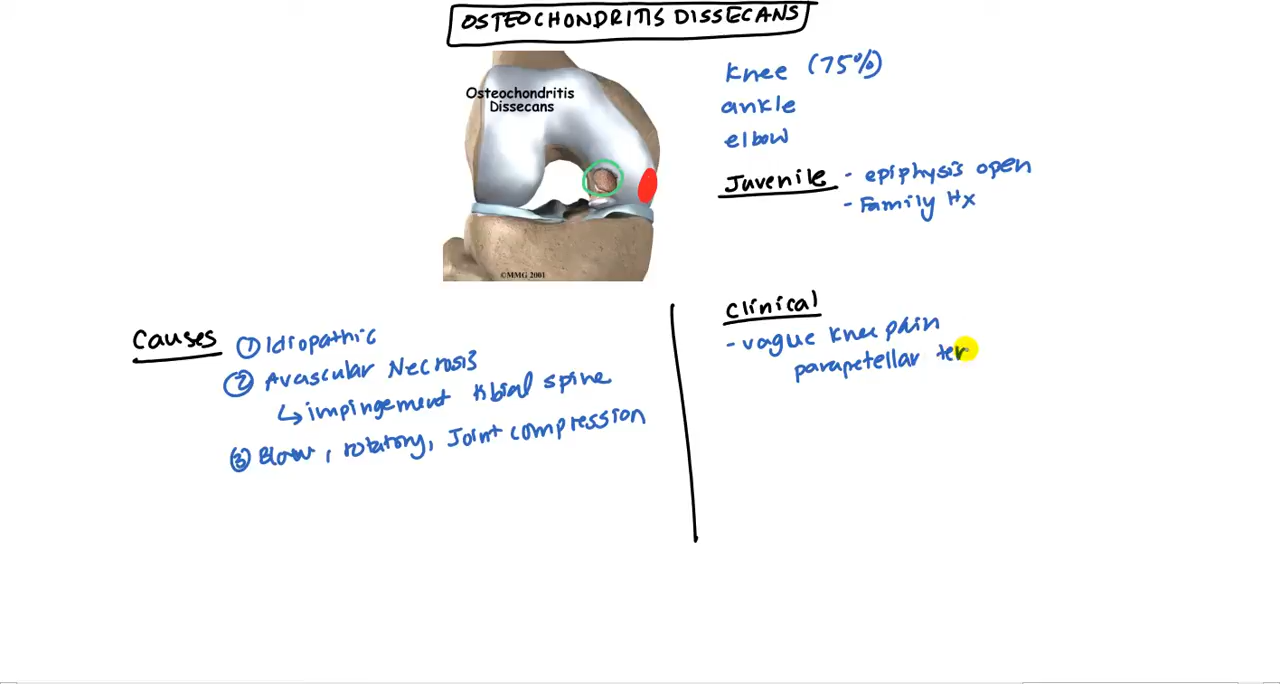 OSTEOCHONDRITIS DISSECANS
Osteochondritis
Dissecans
©MMG 2001
knee (75%)
ankle
elbow
Juvenile - epiphysis open
- Family Hx
Causes ① Idiopathic
② Avascular Necrosis
↳ impingement tibial spine
③ Blow, rotatory, Joint compression
Clinical
- vague knee pain
parapetellar ter